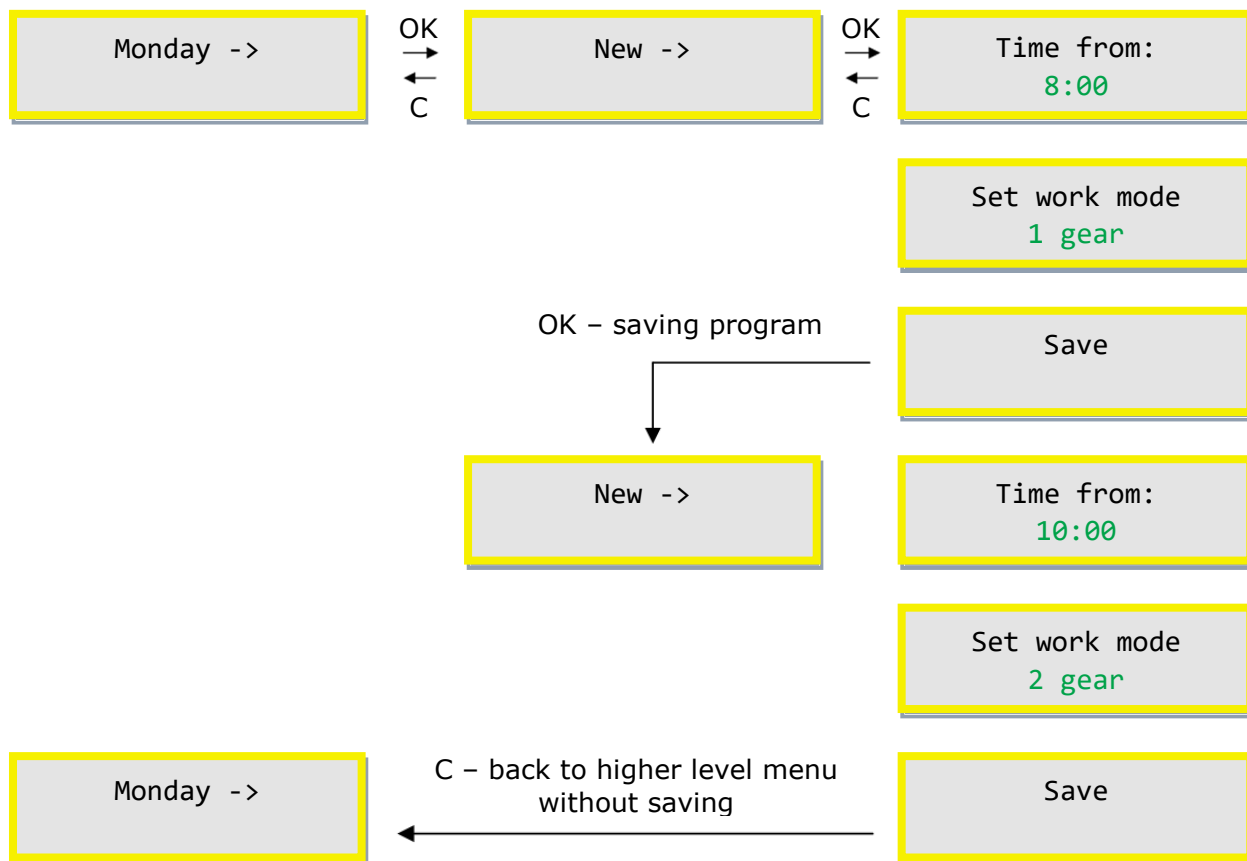 Monday ->
OK
C
New ->
OK
C
Time from:
8:00
Set work mode
1 gear
OK – saving program
Save
New ->
Time from:
10:00
Set work mode
2 gear
Monday ->
C – back to higher level menu
without saving
Save